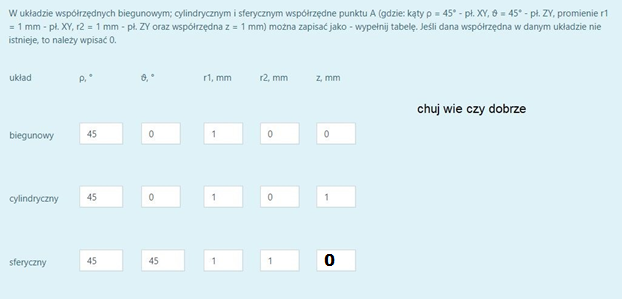 W układzie współrzędnych biegunowym; cylindrycznym i sferycznym współrzędne punktu A (gdzie: kąty ρ = 45° - pł. XY, ϑ = 45° - pł. ZY, promienie r1
= 1 mm - pł. XY, r2 = 1 mm - pł. ZY oraz współrzędna z = 1 mm) można zapisać jako - wypełnij tabelę. Jeśli dana współrzędna w danym układzie nie
istnieje, to należy wpisać 0.
układ ρ, ° ϑ, ° r1, mm r2, mm z, mm
chuj wie czy dobrze
biegunowy 45 0 1 0 0
cylindryczny 45 0 1 0 1
sferyczny 45 45 1 1 0